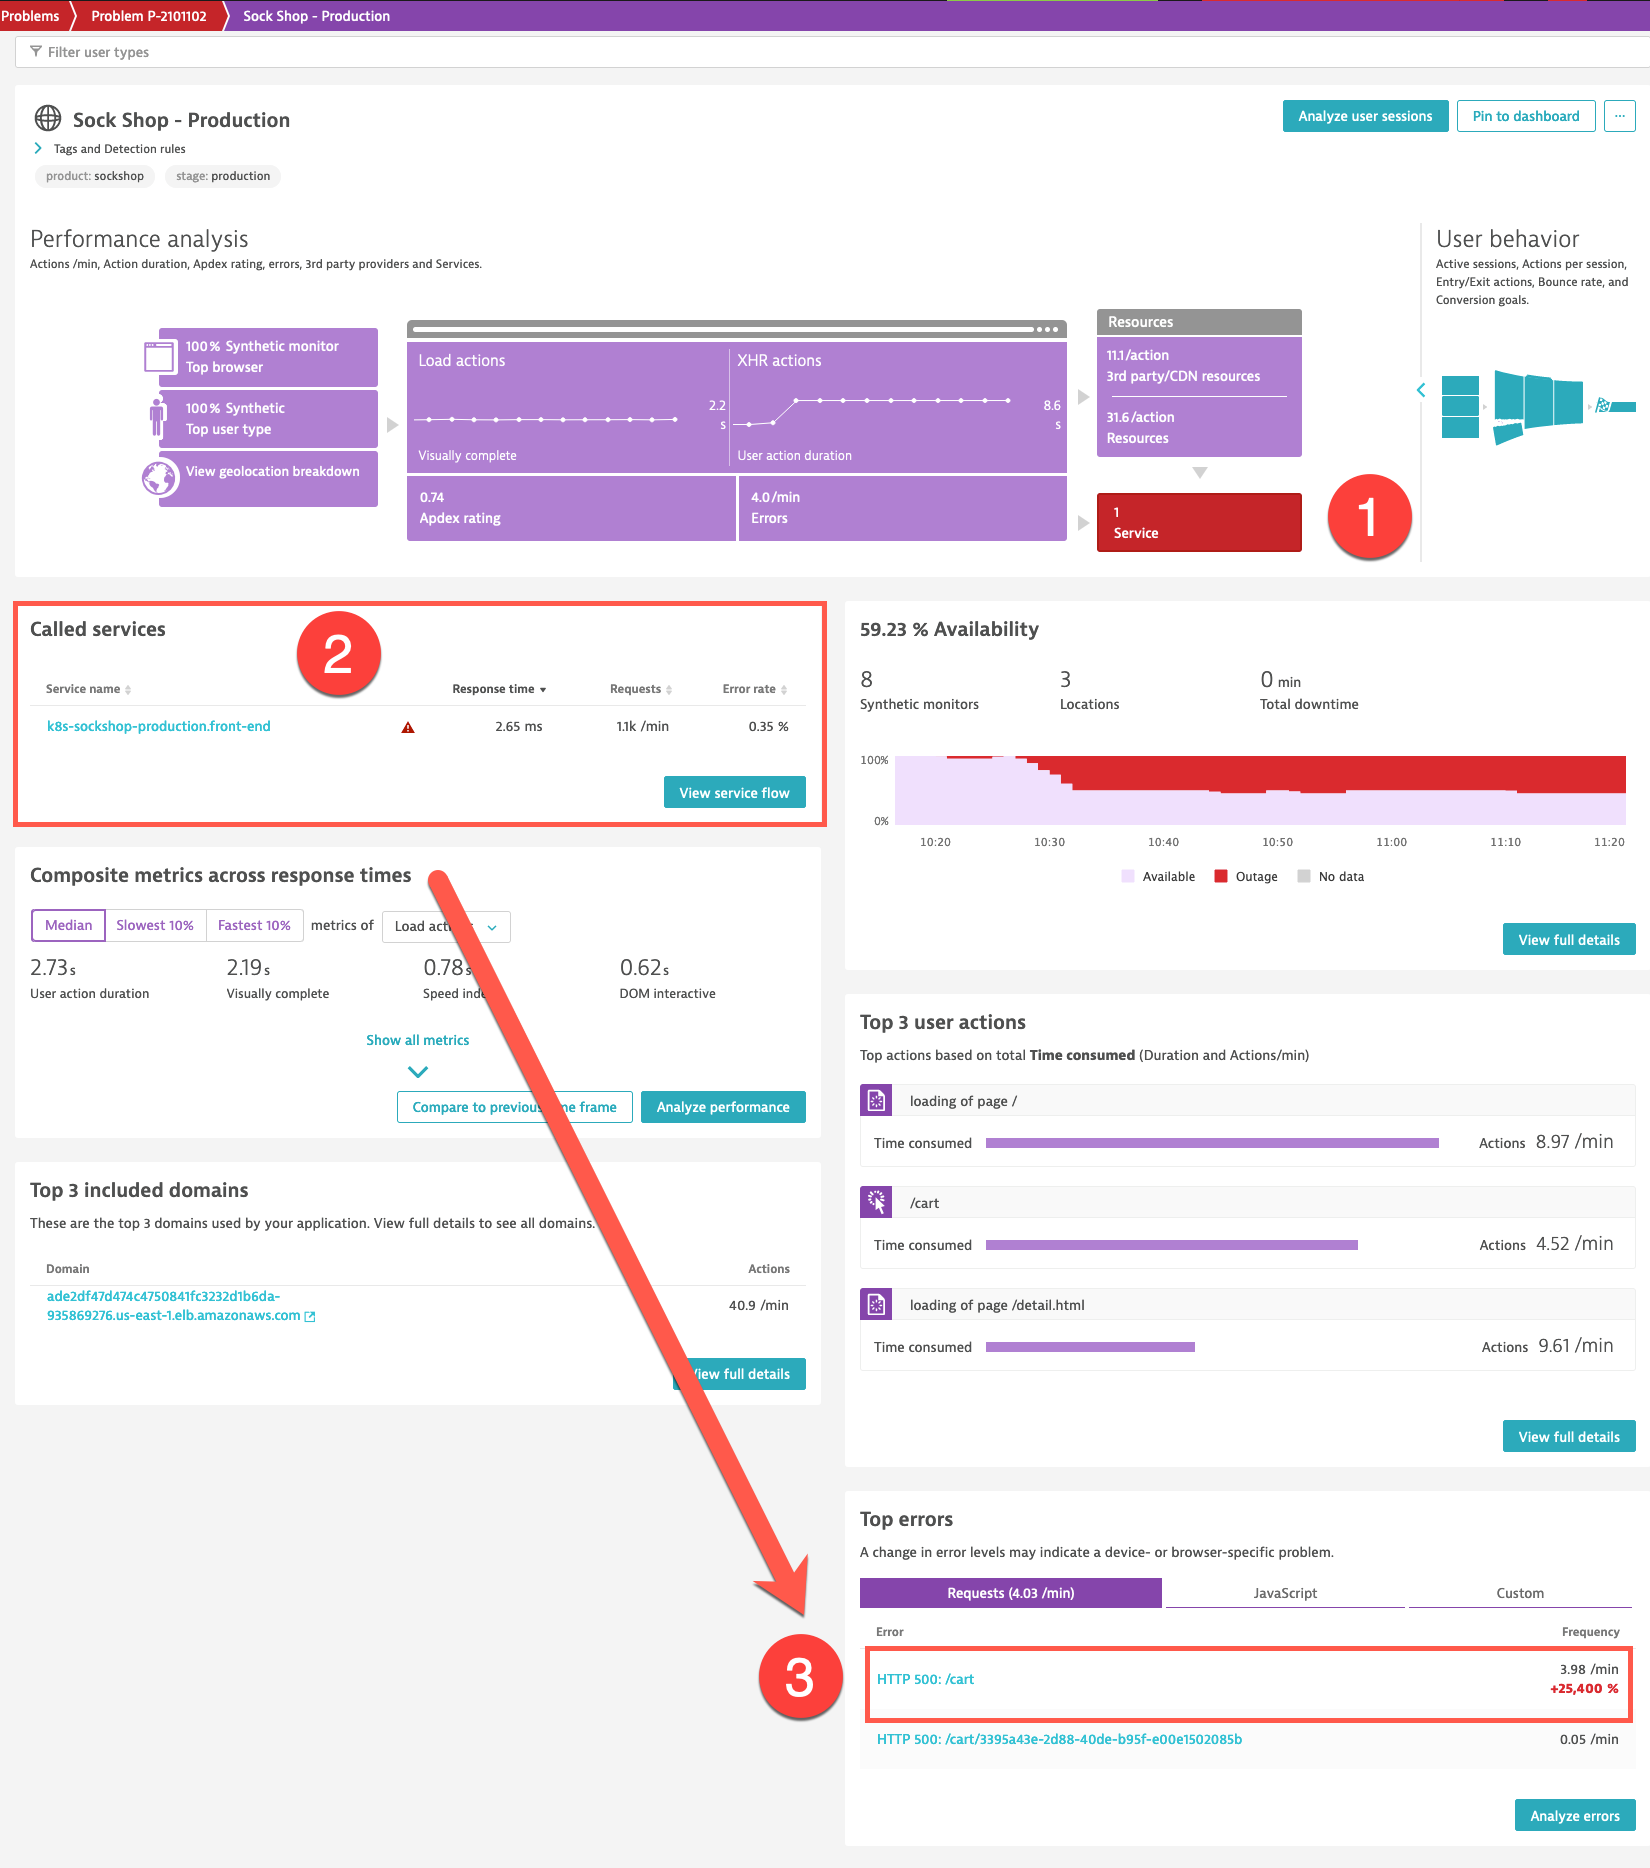 Problems
Problem P-2101102
Sock Shop - Production
Filter user types
Sock Shop - Production
Analyze user sessions
Pin to dashboard
...
Tags and Detection rules
product: sockshop
stage: production
Performance analysis
Actions /min, Action duration, Apdex rating, errors, 3rd party providers and Services.
User behavior
Active sessions, Actions per session,
Entry/Exit actions, Bounce rate, and
Conversion goals.
100% Synthetic monitor
Top browser
100% Synthetic
Top user type
View geolocation breakdown
Load actions
2.2
s
Visually complete
XHR actions
8.6
s
User action duration
0.74
Apdex rating
4.0/min
Errors
Resources
11.1/action
3rd party/CDN resources
31.6/action
Resources
1
Service
1
Called services
2
Service name
Response time
Requests
Error rate
k8s-sockshop-production.front-end
2.65 ms
1.1k /min
0.35 %
View service flow
59.23 % Availability
8
Synthetic monitors
3
Locations
0 min
Total downtime
100%
0%
10:20
10:30
10:40
10:50
11:00
11:10
11:20
Available
Outage
No data
View full details
Composite metrics across response times
Median
Slowest 10%
Fastest 10%
metrics of
Load
2.73 s
User action duration
2.19 s
Visually complete
0.78 s
Speed
0.62 s
DOM interactive
Show all metrics
Compare to previous frame
Analyze performance
Top 3 included domains
These are the top 3 domains used by your application. View full details to see all domains.
Domain
Actions
ade2df47d474c4750841fc3232d1b6da-
935869276.us-east-1.elb.amazonaws.com
40.9 /min
View full details
Top 3 user actions
Top actions based on total Time consumed (Duration and Actions/min)
loading of page /
Time consumed
Actions 8.97 /min
/cart
Time consumed
Actions 4.52 /min
loading of page /detail.html
Time consumed
Actions 9.61 /min
View full details
Top errors
A change in error levels may indicate a device- or browser-specific problem.
Requests (4.03 /min)
JavaScript
Custom
Error
Frequency
3
HTTP 500: /cart
3.98 /min
+25,400 %
HTTP 500: /cart/3395a43e-2d88-40de-b95f-e00e1502085b
0.05 /min
Analyze errors